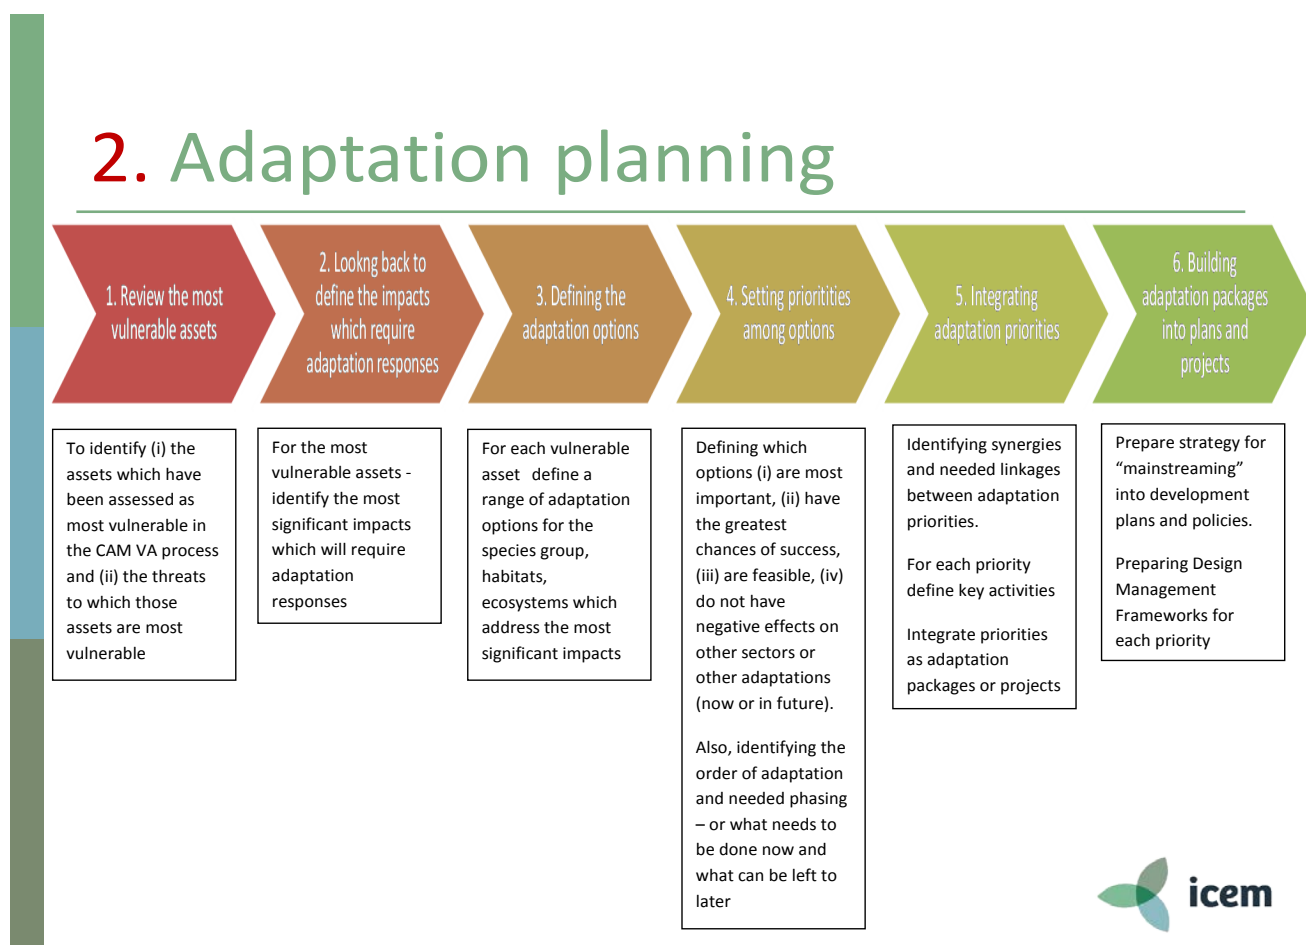 2. Adaptation planning
1. Review the most
vulnerable assets
2. Lookng back to
define the impacts
which require
adaptation responses
3. Defining the
adaptation options
4. Setting prioritities
among options
5. Integrating
adaptation priorities
6. Building
adaptation packages
into plans and
projects
To identify (i) the
assets which have
been assessed as
most vulnerable in
the CAM VA process
and (ii) the threats
to which those
assets are most
vulnerable
For the most
vulnerable assets -
identify the most
significant impacts
which will require
adaptation
responses
For each vulnerable
asset define a
range of adaptation
options for the
species group,
habitats,
ecosystems which
address the most
significant impacts
Defining which
options (i) are most
important, (ii) have
the greatest
chances of success,
(iii) are feasible, (iv)
do not have
negative effects on
other sectors or
other adaptations
(now or in future).
Also, identifying the
order of adaptation
and needed phasing
– or what needs to
be done now and
what can be left to
later
Identifying synergies
and needed linkages
between adaptation
priorities.
For each priority
define key activities
Integrate priorities
as adaptation
packages or projects
Prepare strategy for
“mainstreaming”
into development
plans and policies.
Preparing Design
Management
Frameworks for
each priority
icem